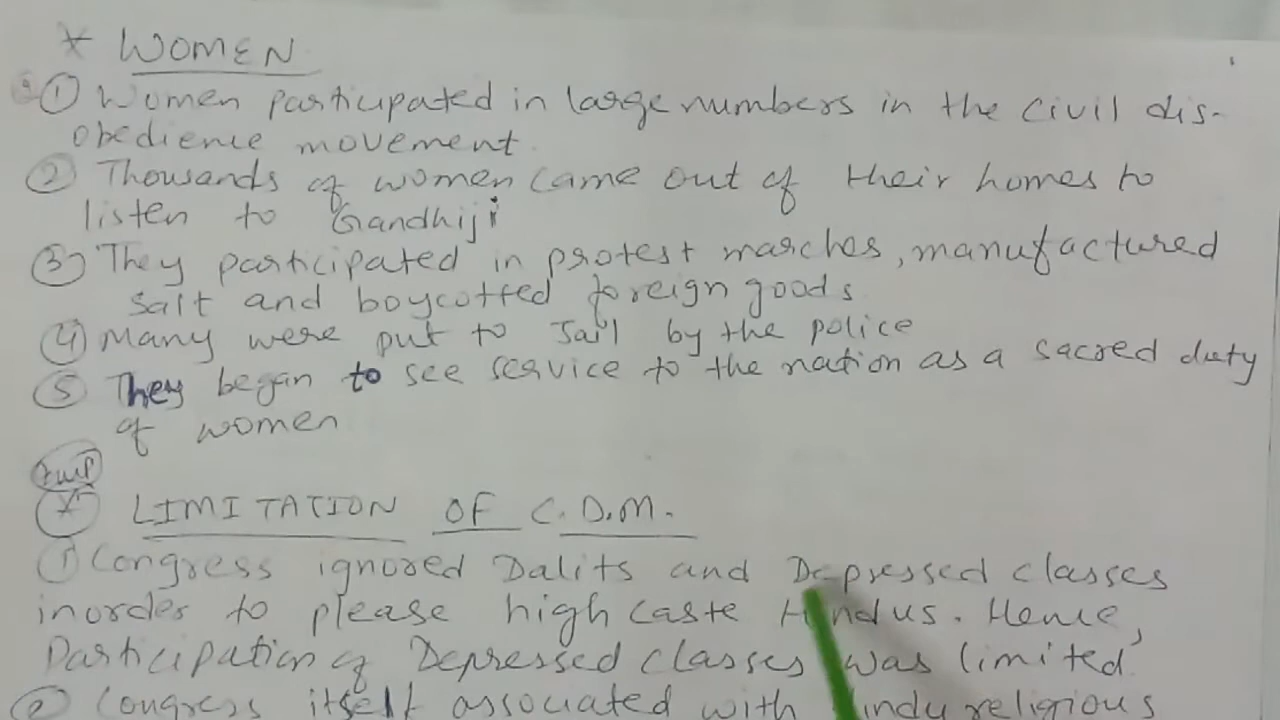 * WOMEN
① Women participated in large numbers in the civil dis-
obedience movement.
② Thousands of women came out of their homes to
listen to Gandhiji
③ They participated in protest marches, manufactured
salt and boycotted foreign goods.
④ Many were put to Jail by the police
⑤ They began to see service to the nation as a sacred duty
of women
* LIMITATION OF C.D.M.
① Congress ignored Dalits and Depressed classes
inorder to please high caste Hindus. Hence,
Participation of Depressed classes was limited.
② Congress itself associated with religious